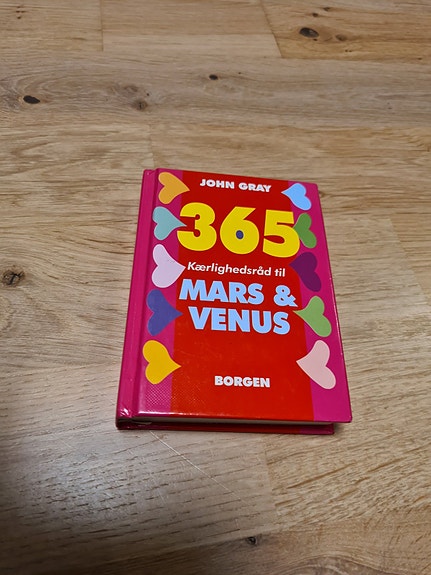 JOHN GRAY
365
Kærlighedsråd til
MARS &
VENUS
BORGEN